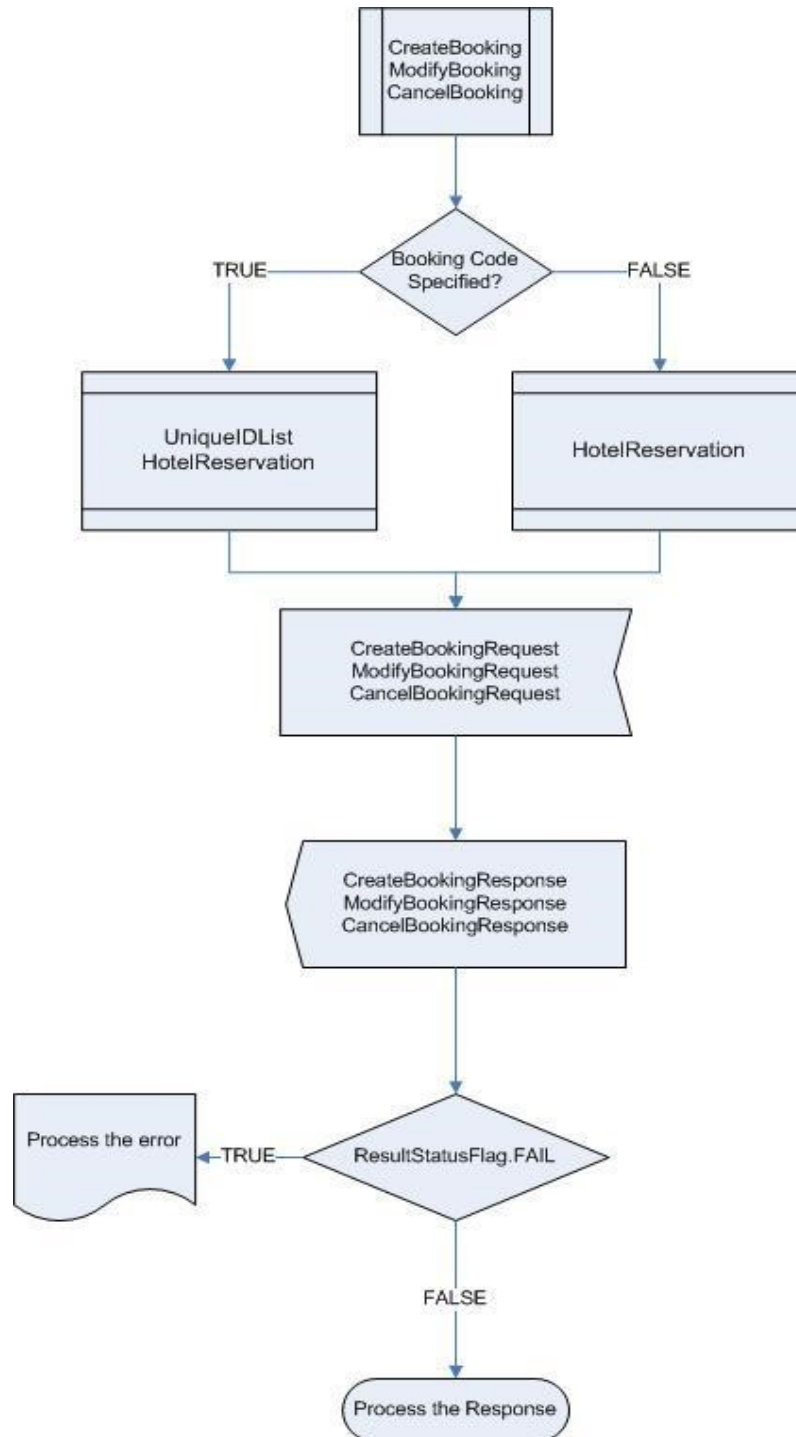 CreateBooking
ModifyBooking
CancelBooking
Booking Code
Specified?
TRUE
FALSE
UniqueIDList
HotelReservation
HotelReservation
CreateBookingRequest
ModifyBookingRequest
CancelBookingRequest
CreateBookingResponse
ModifyBookingResponse
CancelBookingResponse
Process the error
TRUE
ResultStatusFlag.FAIL
FALSE
Process the Response